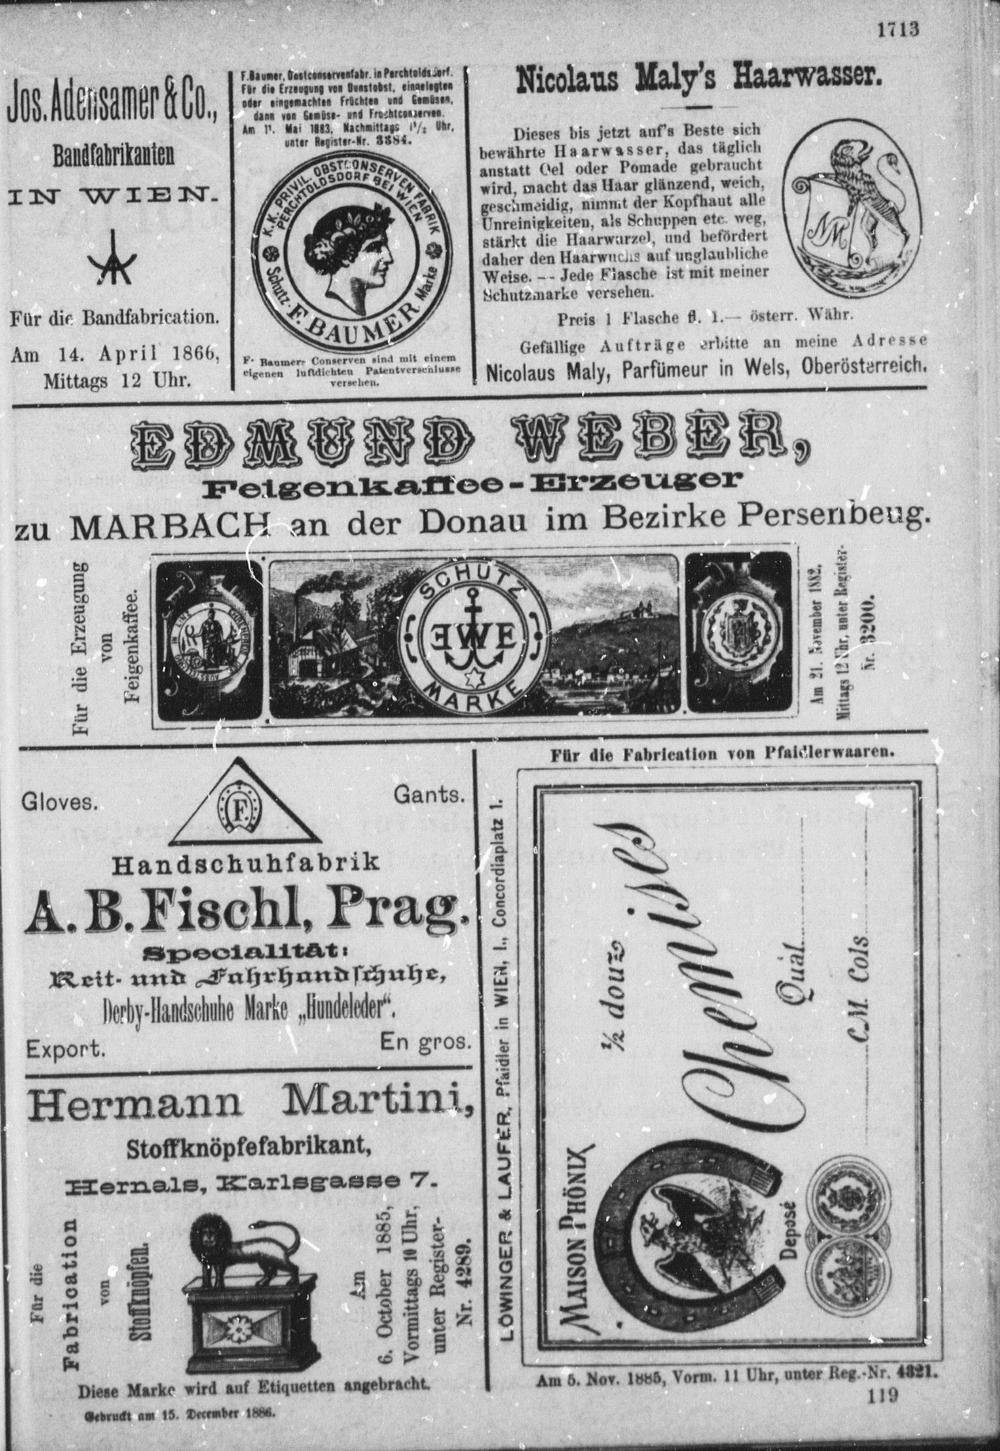 1713
Jos. Adensamer & Co.,
Bandfabrikanten
IN WIEN.
Für die Bandfabrication.
Am 14. April 1866,
Mittags 12 Uhr.
F. Baumer, Obstconservenfabr. in Perchtoldsdorf.
Für die Erzeugung von Dunstobst, eingelegten
oder eingemachten Früchten und Gemüsen,
dann von Gemüse- und Fruchtconserven.
unter Register-Nr. 3384.
K.K. PRIVIL. OBSTCONSERVEN FABRIK
PERCHTOLDSDORF BEI WIEN
Schutz- F. BAUMER. Marke
F. Baumers Conserven sind mit einem
eigenen luftdichten Patentverschlusse
versehen.
Nicolaus Maly's Haarwasser.
Dieses bis jetzt auf's Beste sich
bewährte Haarwasser, das täglich
anstatt Oel oder Pomade gebraucht
wird, macht das Haar glänzend, weich,
geschmeidig, nimmt der Kopfhaut alle
Unreinigkeiten, als Schuppen etc. weg,
stärkt die Haarwurzel, und befördert
daher den Haarwuchs auf unglaubliche
Weise. -- Jede Flasche ist mit meiner
Schutzmarke versehen.
NM
Preis 1 Flasche fl. 1.— österr. Währ.
Gefällige Aufträge erbitte an meine Adresse
Nicolaus Maly, Parfümeur in Wels, Oberösterreich.
EDMUND WEBER,
Feigenkaffee-Erzeuger
zu MARBACH an der Donau im Bezirke Persenbeug.
Für die Erzeugung
von
Feigenkaffee.
SCHUTZ
EWE
MARKE
Am 21. November 1882,
Mittags 12 Uhr, unter Register-
Nr. 3200.
Gloves.
F.
Gants.
Handschuhfabrik
A. B. Fischl, Prag.
Specialität:
Reit- und Fahrhandschuhe,
Derby-Handschuhe Marke „Hundeleder“.
Export.
En gros.
Hermann Martini,
Stoffknöpfefabrikant,
Hernals, Karlsgasse 7.
Für die
Fabrication
von
Stoffknöpfen.
Am
6. October 1885,
Vormittags 10 Uhr,
unter Register-
Nr. 4289.
Diese Marke wird auf Etiquetten angebracht.
Gedruckt am 15. December 1886.
Für die Fabrication von Pfaidlerwaaren.
LÖWINGER & LAUFER, Pfaidler in WIEN, I., Concordiaplatz 1.
MAISON PHÖNIX
½ douz
Chemises
Qual.
C.M. Cols
Deposé
Am 5. Nov. 1885, Vorm. 11 Uhr, unter Reg.-Nr. 4321.
119